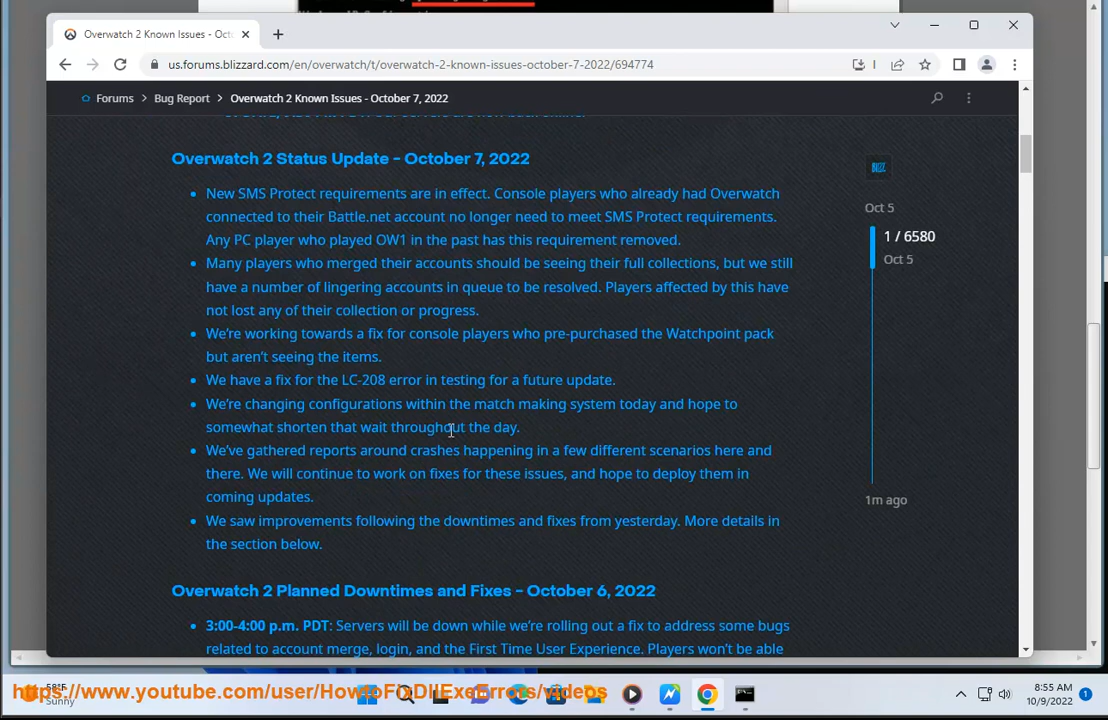 Overwatch 2 Known Issues - Octo
us.forums.blizzard.com/en/overwatch/t/overwatch-2-known-issues-october-7-2022/694774
Forums > Bug Report > Overwatch 2 Known Issues - October 7, 2022
Overwatch 2 Status Update – October 7, 2022
• New SMS Protect requirements are in effect. Console players who already had Overwatch
connected to their Battle.net account no longer need to meet SMS Protect requirements.
Any PC player who played OW1 in the past has this requirement removed.
• Many players who merged their accounts should be seeing their full collections, but we still
have a number of lingering accounts in queue to be resolved. Players affected by this have
not lost any of their collection or progress.
• We're working towards a fix for console players who pre-purchased the Watchpoint pack
but aren't seeing the items.
• We have a fix for the LC-208 error in testing for a future update.
• We're changing configurations within the match making system today and hope to
somewhat shorten that wait throughout the day.
• We've gathered reports around crashes happening in a few different scenarios here and
there. We will continue to work on fixes for these issues, and hope to deploy them in
coming updates.
• We saw improvements following the downtimes and fixes from yesterday. More details in
the section below.
Overwatch 2 Planned Downtimes and Fixes – October 6, 2022
• 3:00-4:00 p.m. PDT: Servers will be down while we're rolling out a fix to address some bugs
related to account merge, login, and the First Time User Experience. Players won't be able
BLIZZ
Oct 5
1 / 6580
Oct 5
1m ago
https://www.youtube.com/user/HowtoFoDllExeErrors/videos
58°F
Sunny
8:55 AM
10/9/2022
1